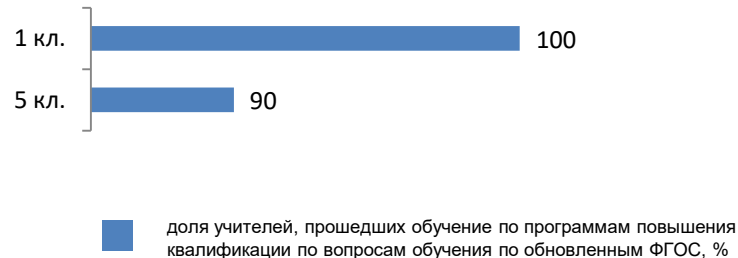 1 кл.
100
5 кл.
90
доля учителей, прошедших обучение по программам повышения
квалификации по вопросам обучения по обновленным ФГОС, %